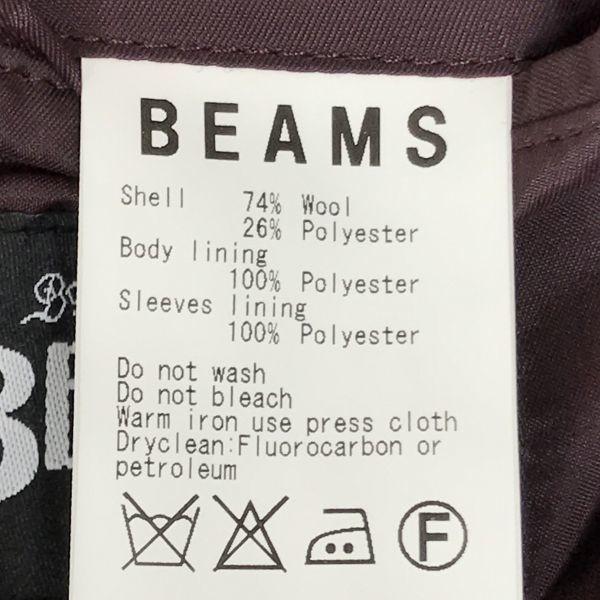 BEAMS
Shell 74% Wool
26% Polyester
Body lining
100% Polyester
Sleeves lining
100% Polyester
Do not wash
Do not bleach
Warm iron use press cloth
Dryclean:Fluorocarbon or
petroleum
F